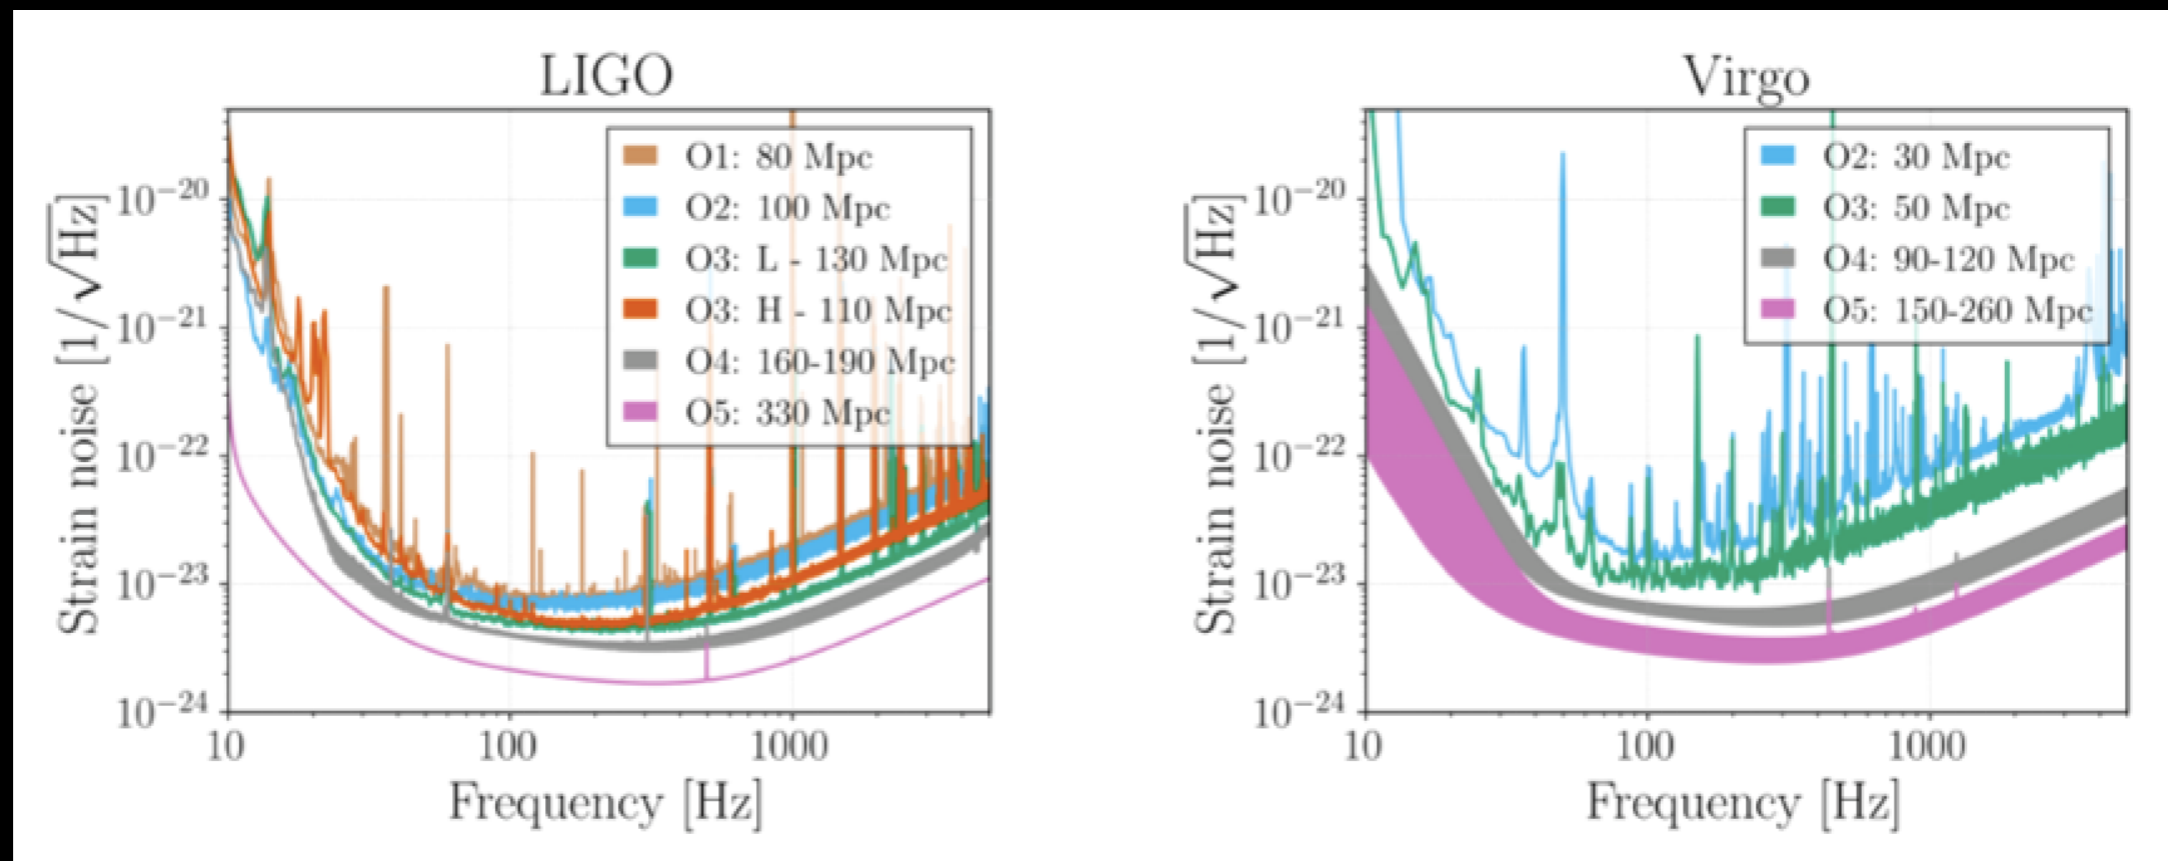 LIGO
Strain noise [1/√Hz]
10⁻²⁰
10⁻²¹
10⁻²²
10⁻²³
10⁻²⁴
O1: 80 Mpc
O2: 100 Mpc
O3: L - 130 Mpc
O3: H - 110 Mpc
O4: 160-190 Mpc
O5: 330 Mpc
10 100 1000
Frequency [Hz]
Virgo
Strain noise [1/√Hz]
10⁻²⁰
10⁻²¹
10⁻²²
10⁻²³
10⁻²⁴
O2: 30 Mpc
O3: 50 Mpc
O4: 90-120 Mpc
O5: 150-260 Mpc
10 100 1000
Frequency [Hz]